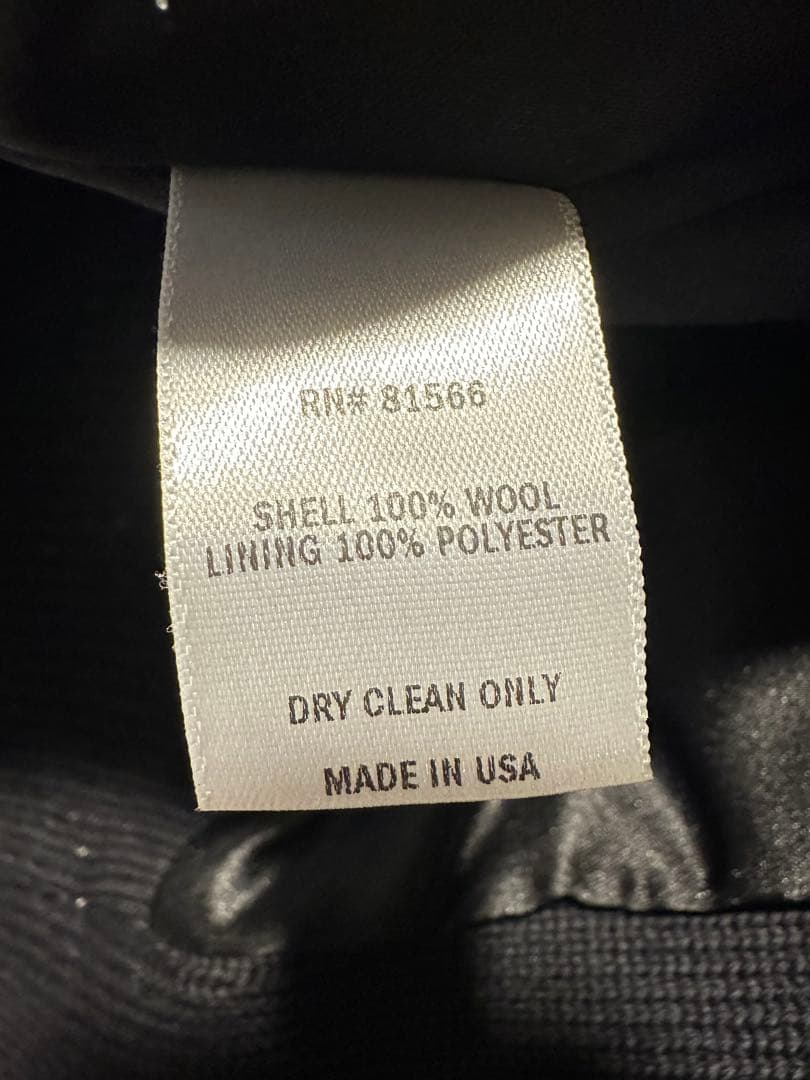 RN# 81566
SHELL 100% WOOL
LINING 100% POLYESTER
DRY CLEAN ONLY
MADE IN USA